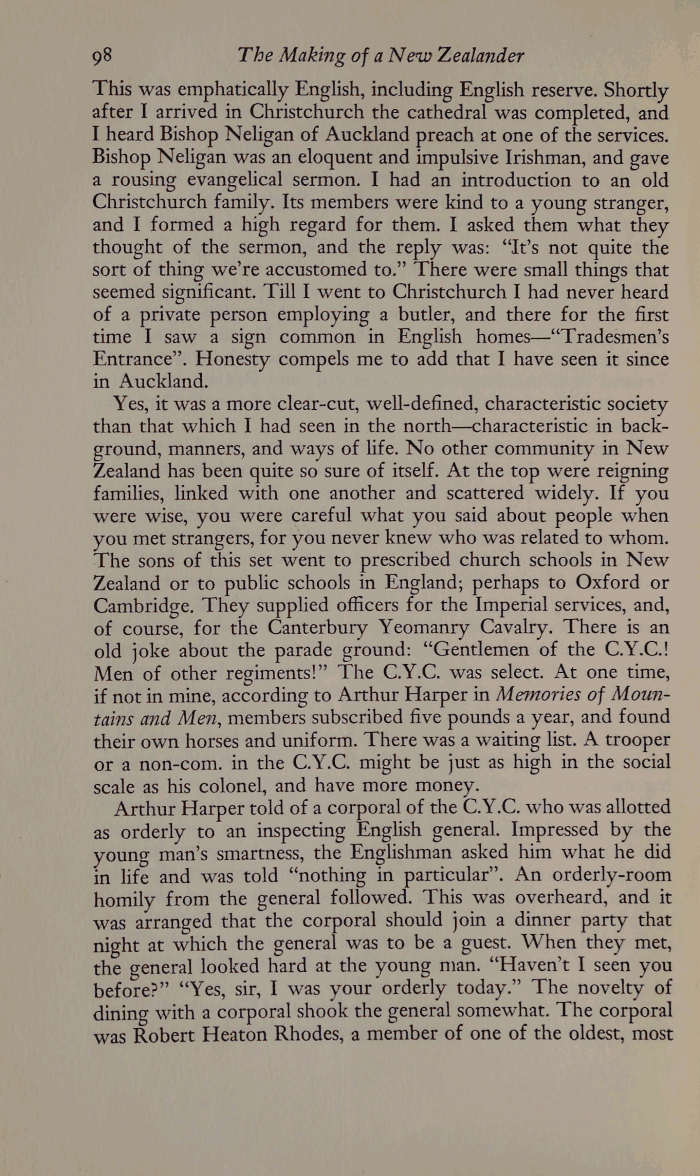 98 The Making of a New Zealander
This was emphatically English, including English reserve. Shortly
after I arrived in Christchurch the cathedral was completed, and
I heard Bishop Neligan of Auckland preach at one of the services.
Bishop Neligan was an eloquent and impulsive Irishman, and gave
a rousing evangelical sermon. I had an introduction to an old
Christchurch family. Its members were kind to a young stranger,
and I formed a high regard for them. I asked them what they
thought of the sermon, and the reply was: “It’s not quite the
sort of thing we’re accustomed to.” There were small things that
seemed significant. Till I went to Christchurch I had never heard
of a private person employing a butler, and there for the first
time I saw a sign common in English homes—“Tradesmen’s
Entrance”. Honesty compels me to add that I have seen it since
in Auckland.
Yes, it was a more clear-cut, well-defined, characteristic society
than that which I had seen in the north—characteristic in back-
ground, manners, and ways of life. No other community in New
Zealand has been quite so sure of itself. At the top were reigning
families, linked with one another and scattered widely. If you
were wise, you were careful what you said about people when
you met strangers, for you never knew who was related to whom.
The sons of this set went to prescribed church schools in New
Zealand or to public schools in England; perhaps to Oxford or
Cambridge. They supplied officers for the Imperial services, and,
of course, for the Canterbury Yeomanry Cavalry. There is an
old joke about the parade ground: “Gentlemen of the C.Y.C.!
Men of other regiments!” The C.Y.C. was select. At one time,
if not in mine, according to Arthur Harper in Memories of Moun-
tains and Men, members subscribed five pounds a year, and found
their own horses and uniform. There was a waiting list. A trooper
or a non-com. in the C.Y.C. might be just as high in the social
scale as his colonel, and have more money.
Arthur Harper told of a corporal of the C.Y.C. who was allotted
as orderly to an inspecting English general. Impressed by the
young man’s smartness, the Englishman asked him what he did
in life and was told “nothing in particular”. An orderly-room
homily from the general followed. This was overheard, and it
was arranged that the corporal should join a dinner party that
night at which the general was to be a guest. When they met,
the general looked hard at the young man. “Haven’t I seen you
before?” “Yes, sir, I was your orderly today.” The novelty of
dining with a corporal shook the general somewhat. The corporal
was Robert Heaton Rhodes, a member of one of the oldest, most